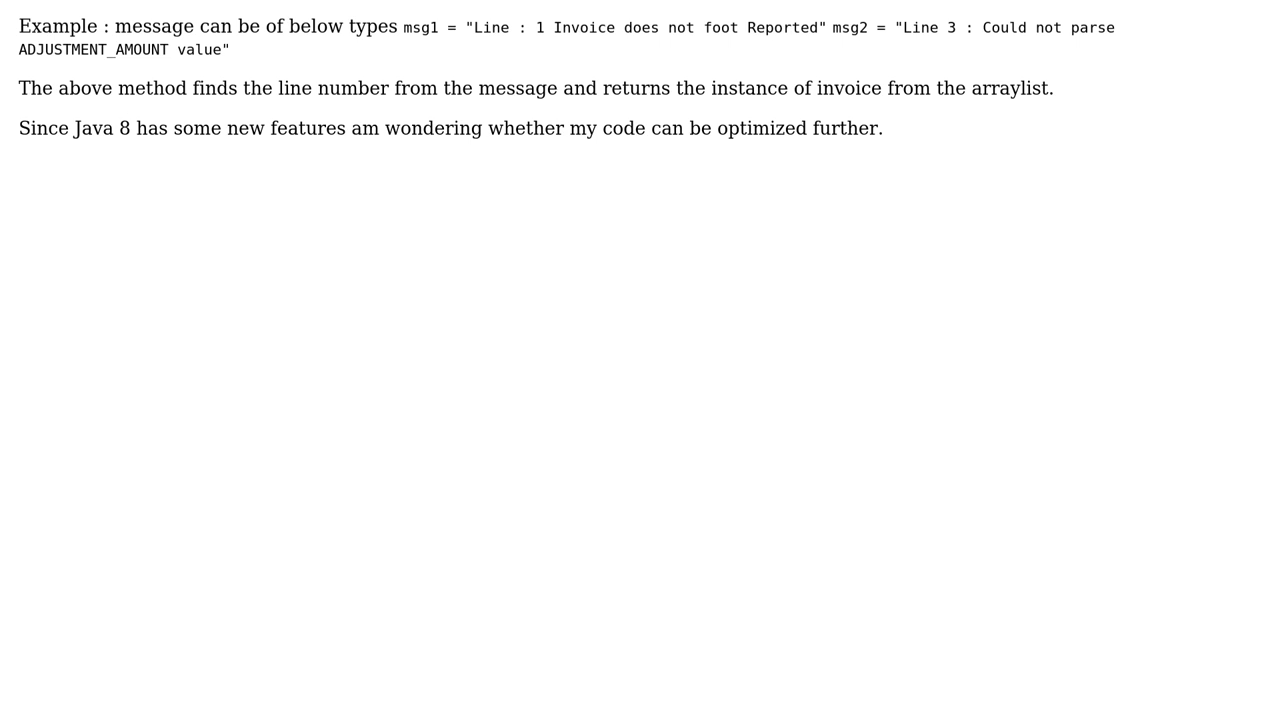 Example : message can be of below types msg1 = "Line : 1 Invoice does not foot Reported" msg2 = "Line 3 : Could not parse
ADJUSTMENT_AMOUNT value"
The above method finds the line number from the message and returns the instance of invoice from the arraylist.
Since Java 8 has some new features am wondering whether my code can be optimized further.